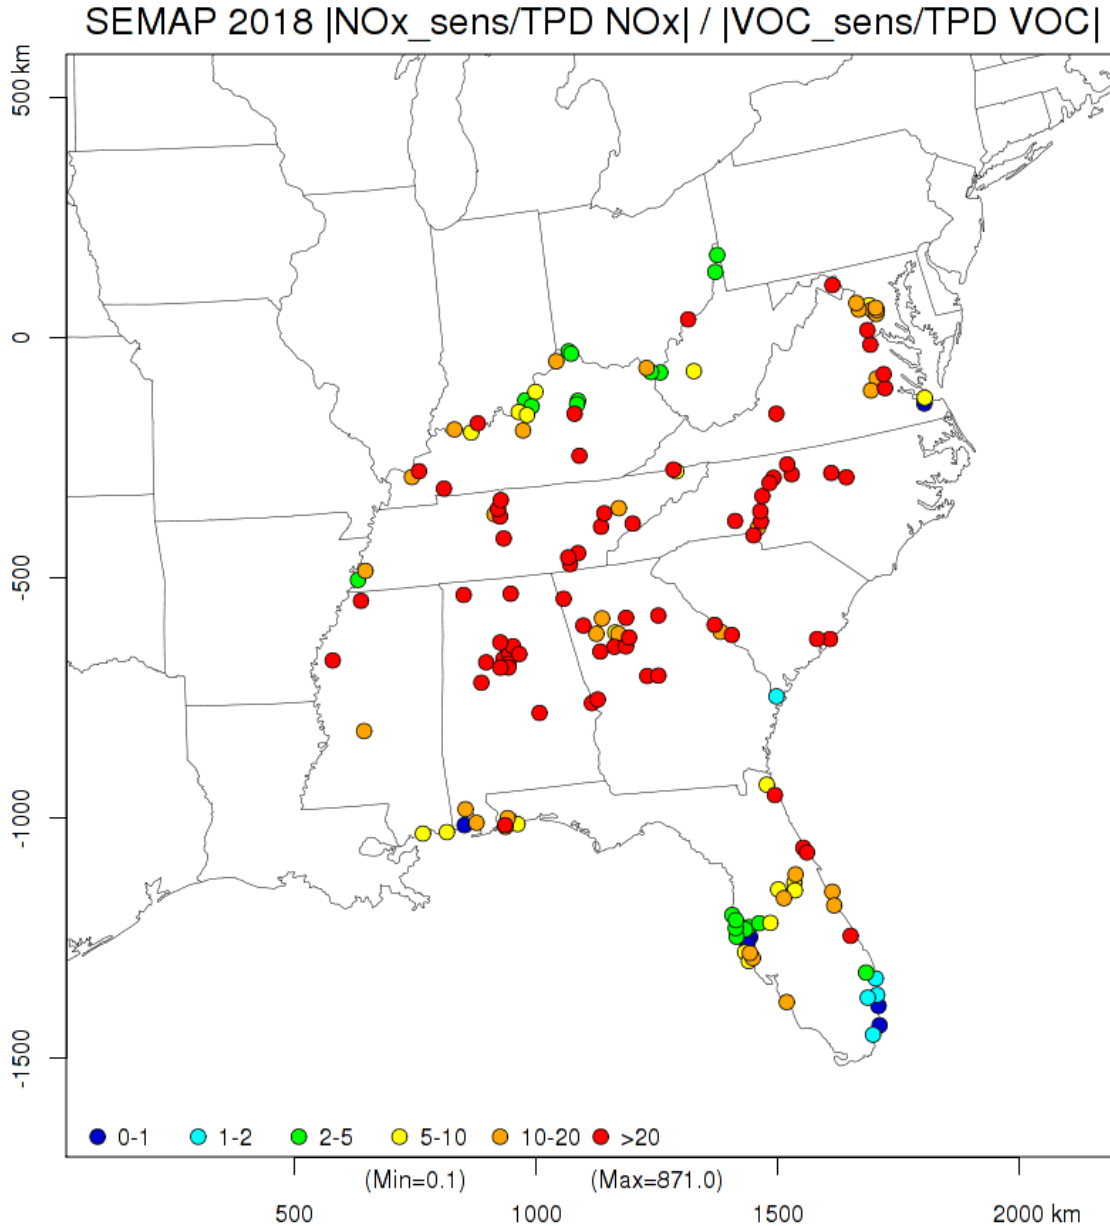 SEMAP 2018 |NOx_sens/TPD NOx| / |VOC_sens/TPD VOC|
500 km
0
-500
-1000
-1500
0-1 1-2 2-5 5-10 10-20 >20
(Min=0.1) (Max=871.0)
500 1000 1500 2000 km